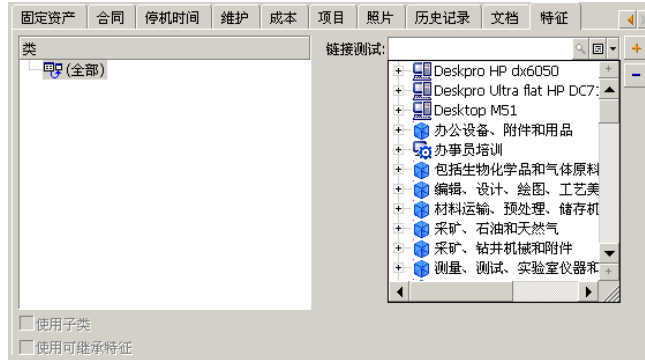 固定资产 合同 停机时间 维护 成本 项目 照片 历史记录 文档 特征
类
(全部)
链接测试:
Deskpro HP dx6050
Deskpro Ultra flat HP DC7
Desktop M51
办公设备、附件和用品
办事员培训
包括生物化学品和气体原料
编辑、设计、绘图、工艺美
材料运输、预处理、储存机
采矿、石油和天然气
采矿、钻井机械和附件
测量、测试、实验室仪器和
使用子类
使用可继承特征